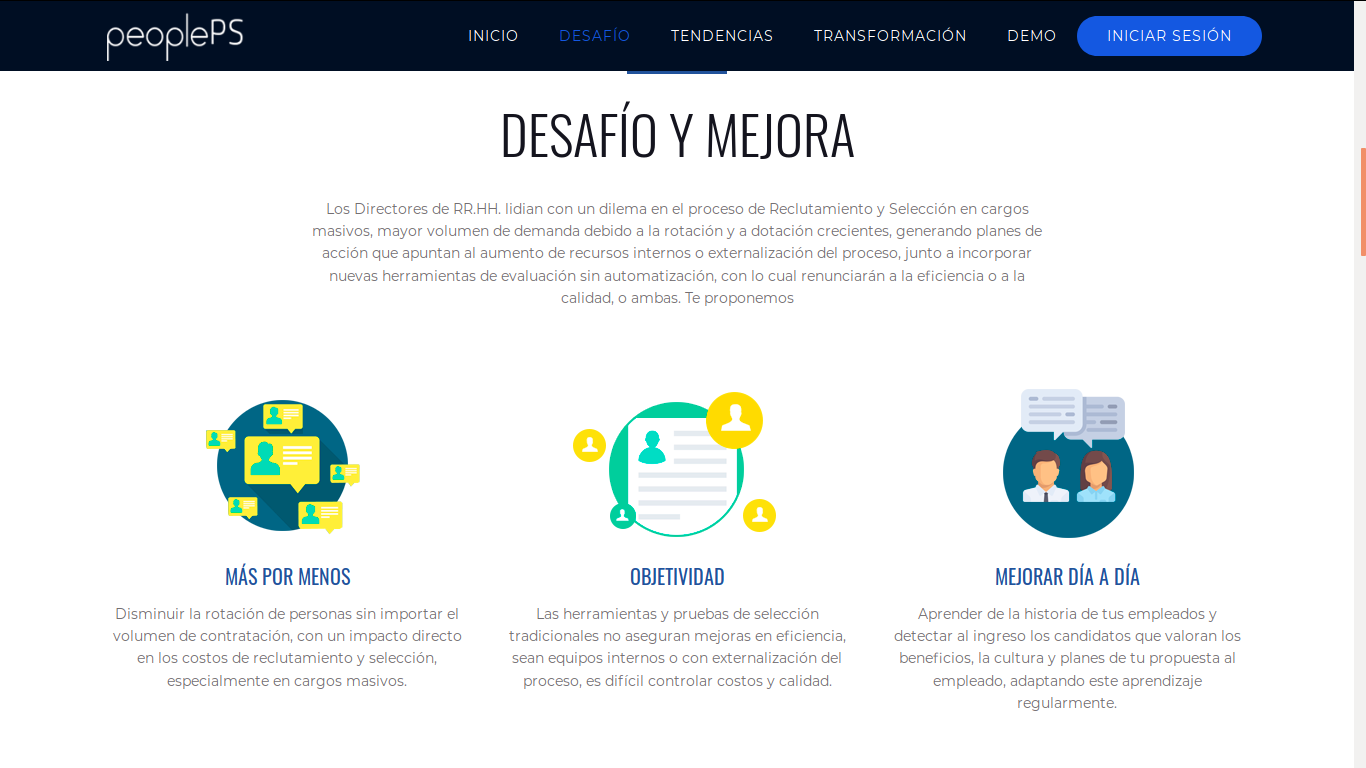 peoplePS
INICIO
DESAFÍO
TENDENCIAS
TRANSFORMACIÓN
DEMO
INICIAR SESIÓN
DESAFÍO Y MEJORA
Los Directores de RR.HH. lidian con un dilema en el proceso de Reclutamiento y Selección en cargos
masivos, mayor volumen de demanda debido a la rotación y a dotación crecientes, generando planes de
acción que apuntan al aumento de recursos internos o externalización del proceso, junto a incorporar
nuevas herramientas de evaluación sin automatización, con lo cual renunciarán a la eficiencia o a la
calidad, o ambas. Te proponemos
MÁS POR MENOS
Disminuir la rotación de personas sin importar el
volumen de contratación, con un impacto directo
en los costos de reclutamiento y selección,
especialmente en cargos masivos.
OBJETIVIDAD
Las herramientas y pruebas de selección
tradicionales no aseguran mejoras en eficiencia,
sean equipos internos o con externalización del
proceso, es difícil controlar costos y calidad.
MEJORAR DÍA A DÍA
Aprender de la historia de tus empleados y
detectar al ingreso los candidatos que valoran los
beneficios, la cultura y planes de tu propuesta al
empleado, adaptando este aprendizaje
regularmente.